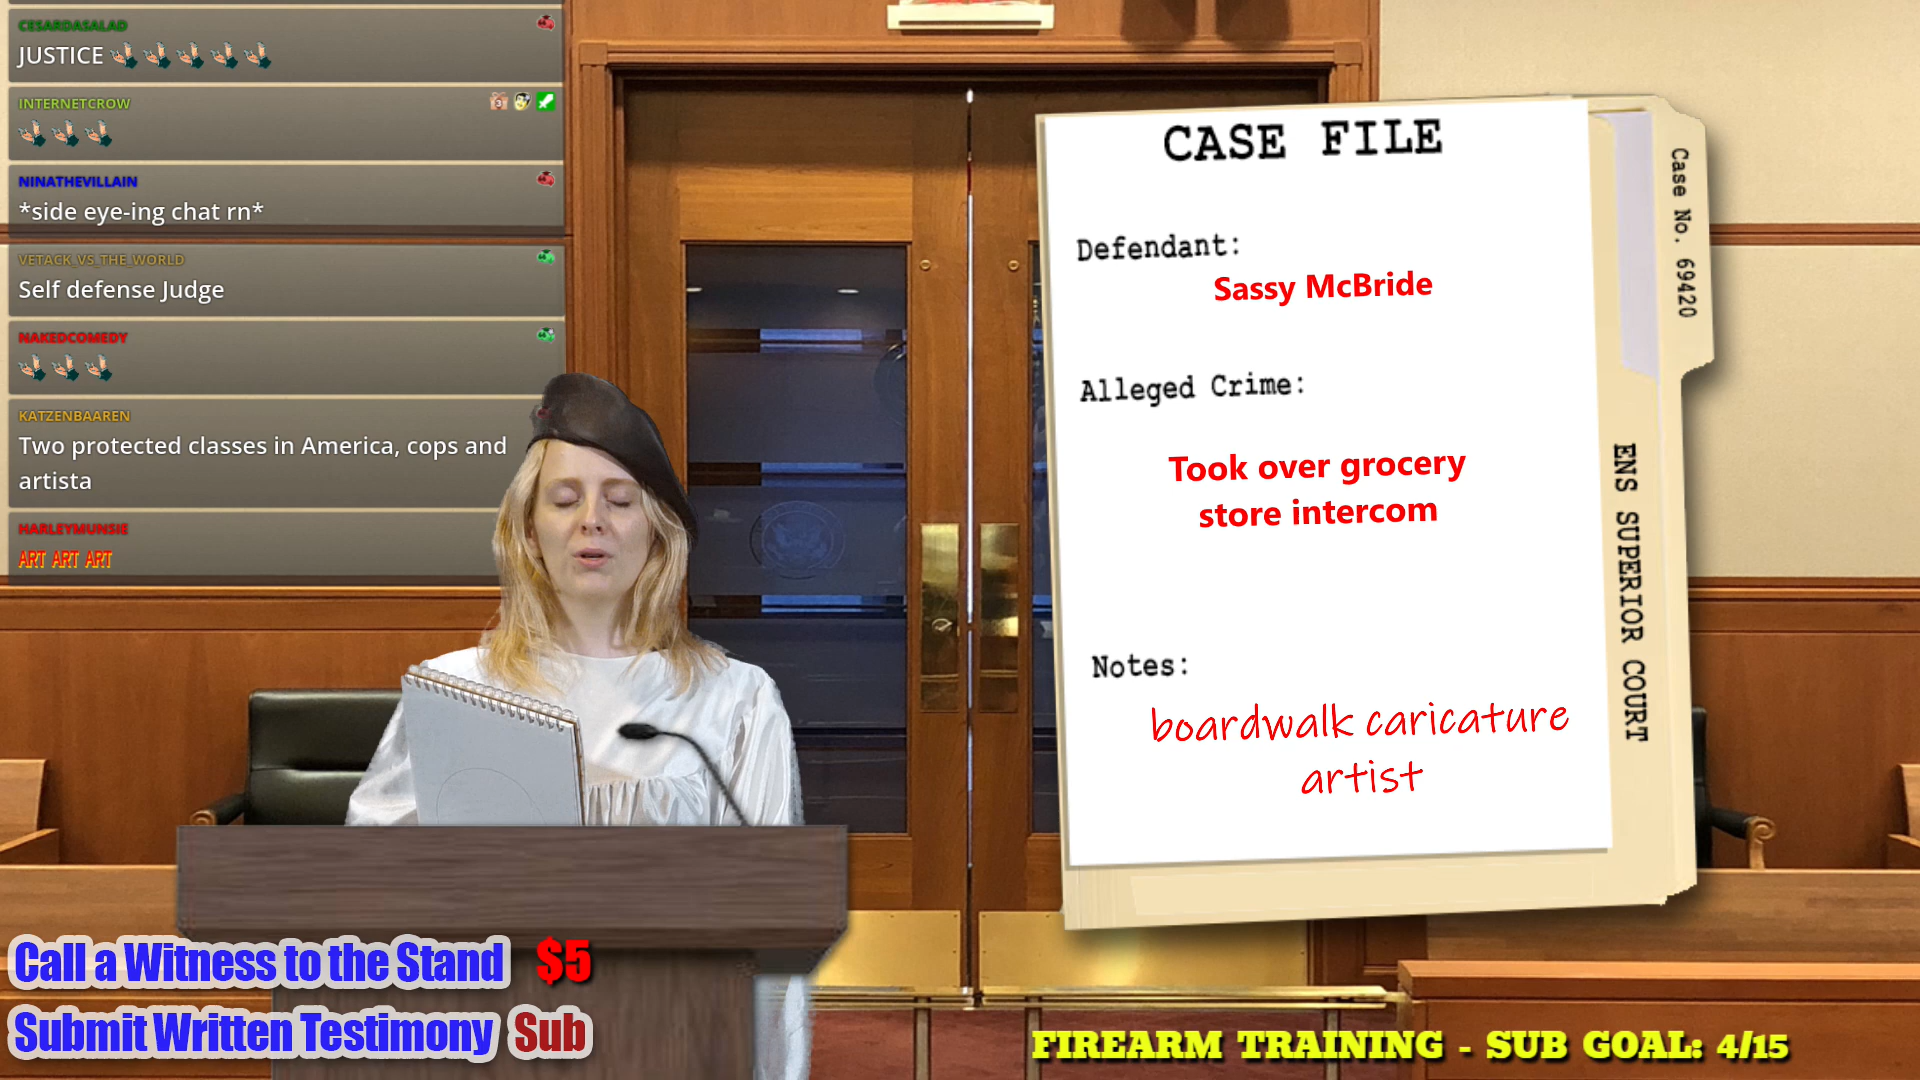 CESARDASALAD
JUSTICE
INTERNETCROW
NINATHEVILLAIN
*side eye-ing chat rn*
VETACK_VS_THE_WORLD
Self defense Judge
NAKEDCOMEDY
KATZENBAAREN
Two protected classes in America, cops and
artista
HARLEYMUNSIE
ART ART ART
CASE FILE
Defendant:
Sassy McBride
Alleged Crime:
Took over grocery
store intercom
Notes:
boardwalk caricature
artist
Case No. 69420
ENS SUPERIOR COURT
Call a Witness to the Stand $5
Submit Written Testimony Sub
FIREARM TRAINING - SUB GOAL: 4/15